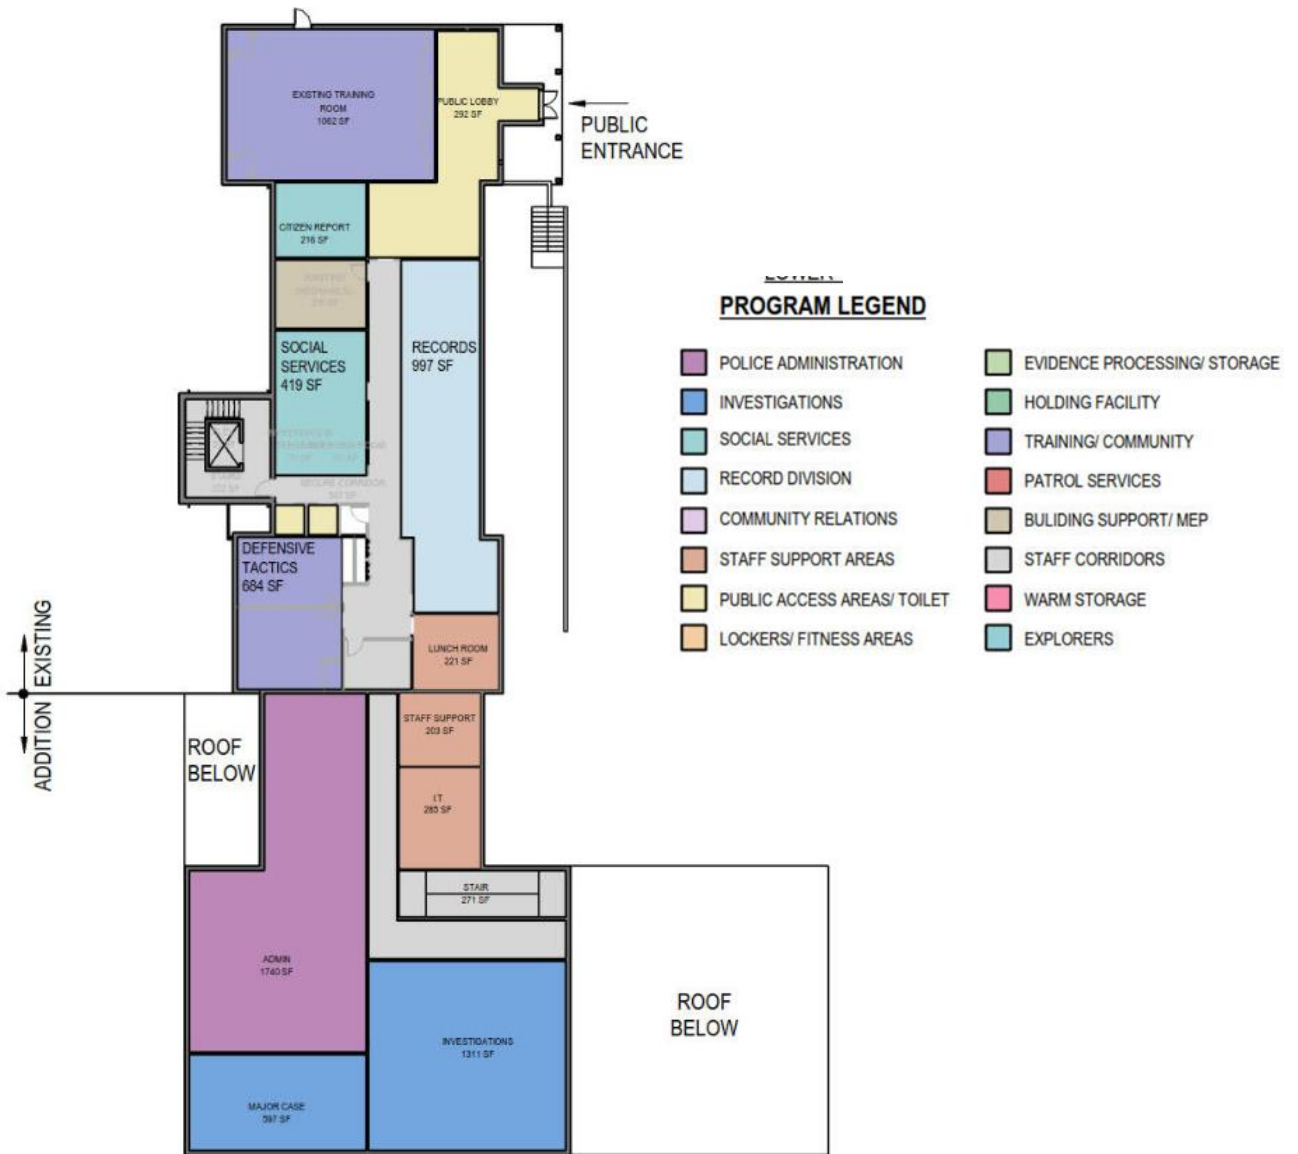 EXISTING TRAINING
ROOM
1062 SF
PUBLIC LOBBY
292 SF
PUBLIC
ENTRANCE
CITIZEN REPORT
216 SF
SOCIAL
SERVICES
419 SF
RECORDS
997 SF
SECURE CORRIDOR
DEFENSIVE
TACTICS
684 SF
LUNCH ROOM
221 SF
EXISTING
ADDITION
ROOF
BELOW
STAFF SUPPORT
203 SF
I.T
285 SF
STAIR
271 SF
ADMIN
1740 SF
INVESTIGATIONS
1311 SF
MAJOR CASE
597 SF
ROOF
BELOW
LOWER
PROGRAM LEGEND
POLICE ADMINISTRATION
INVESTIGATIONS
SOCIAL SERVICES
RECORD DIVISION
COMMUNITY RELATIONS
STAFF SUPPORT AREAS
PUBLIC ACCESS AREAS/ TOILET
LOCKERS/ FITNESS AREAS
EVIDENCE PROCESSING/ STORAGE
HOLDING FACILITY
TRAINING/ COMMUNITY
PATROL SERVICES
BULIDING SUPPORT/ MEP
STAFF CORRIDORS
WARM STORAGE
EXPLORERS